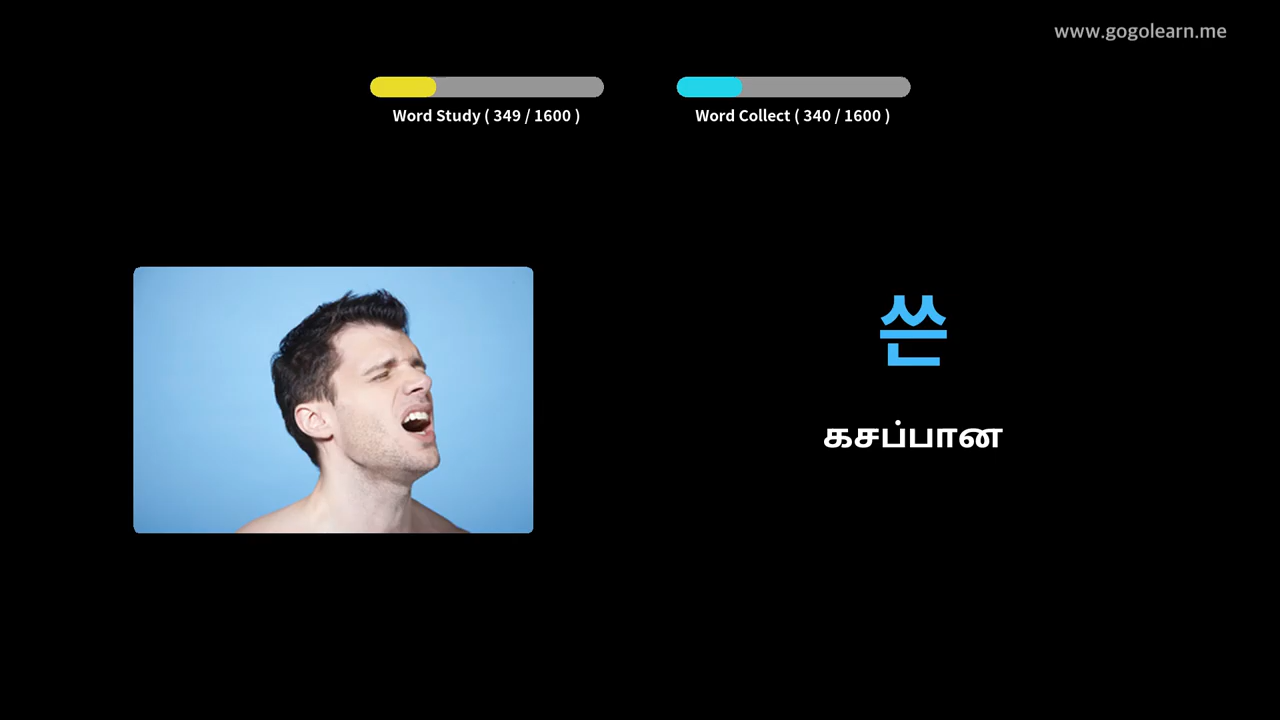 www.gogolearn.me
Word Study ( 349 / 1600 )
Word Collect ( 340 / 1600 )
쓴
கசப்பான